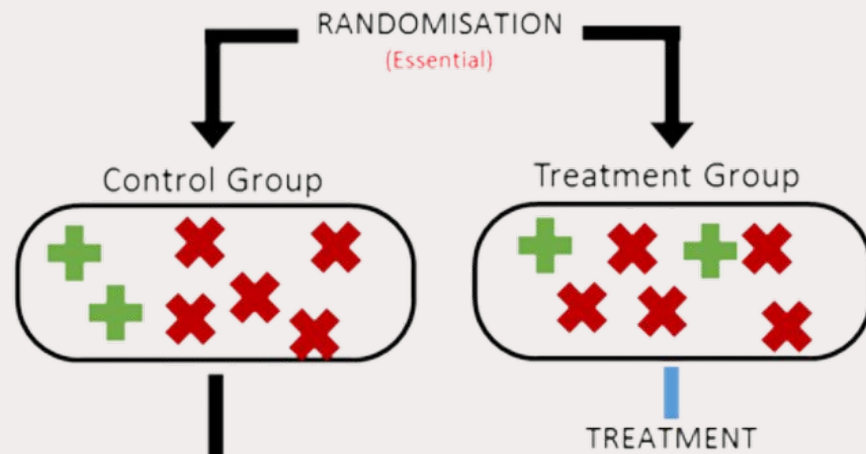 RANDOMISATION
(Essential)
Control Group
Treatment Group
TREATMENT